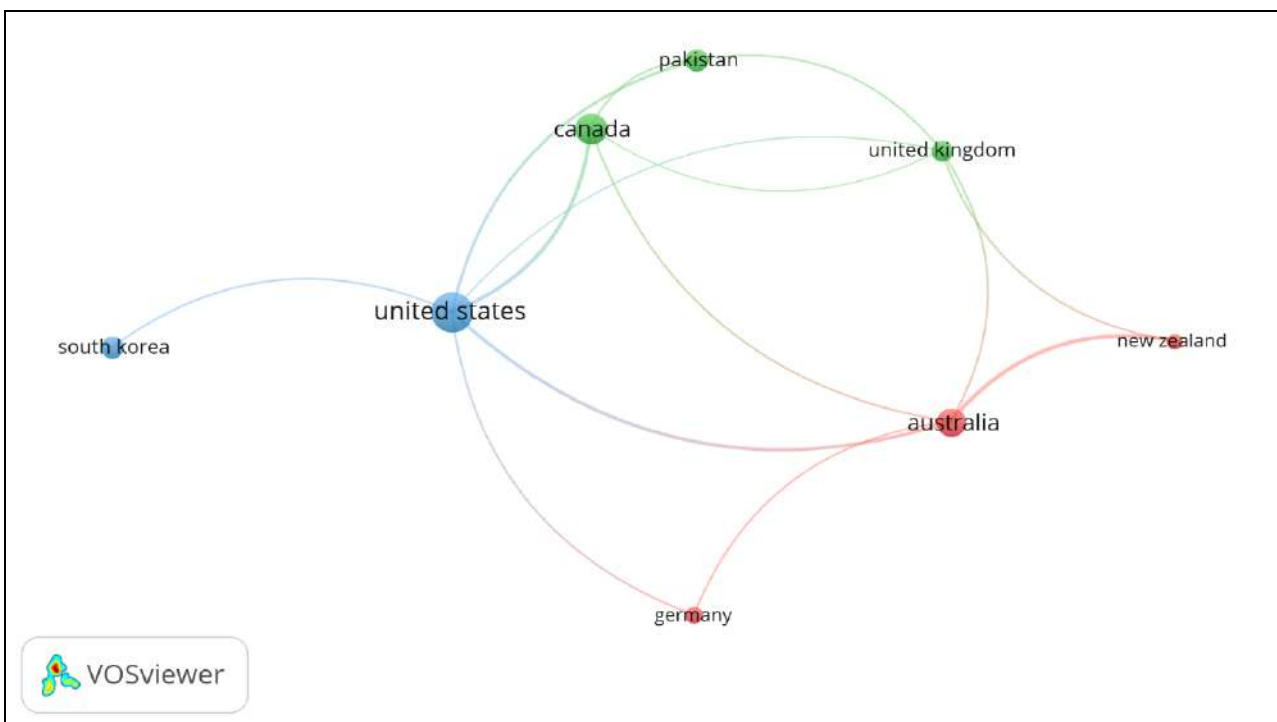 pakistan
canada
united kingdom
united states
south korea
new zealand
australia
germany
VOSviewer